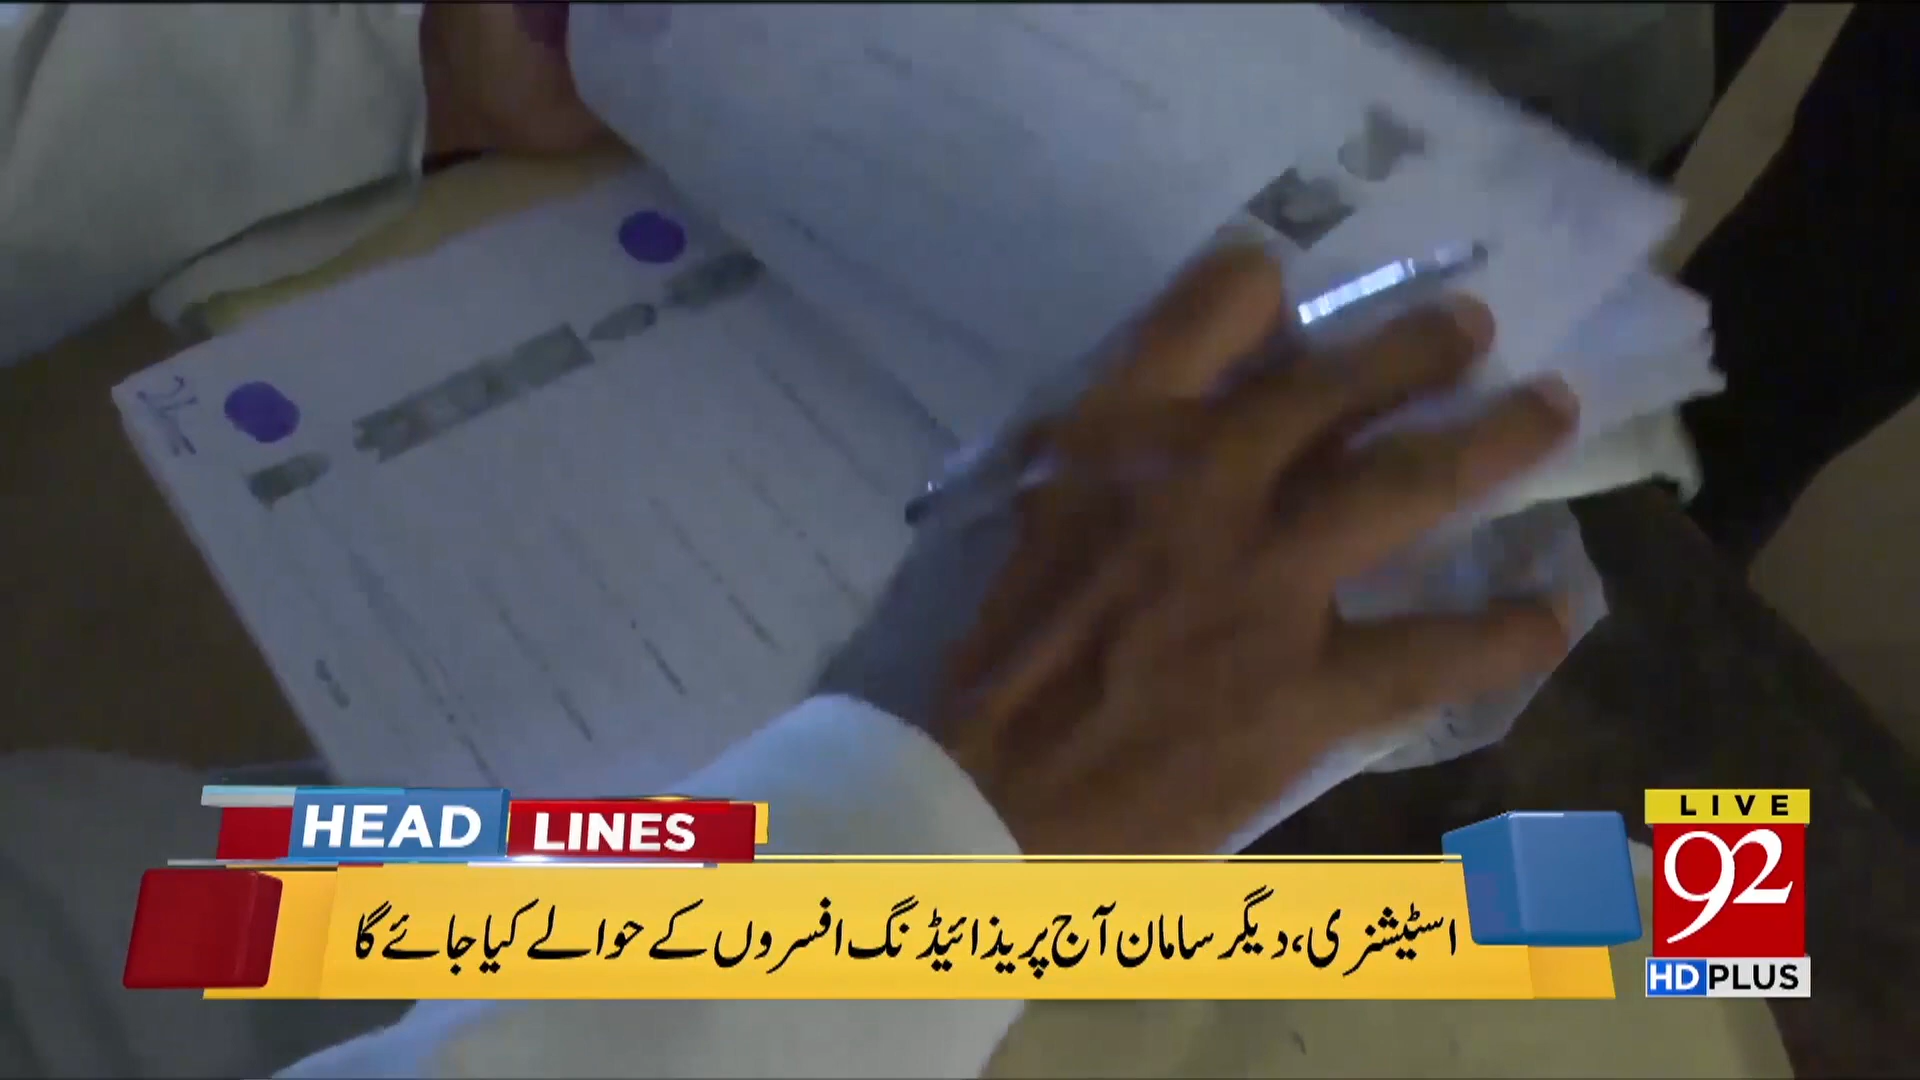 HEAD LINES
اسٹیشنری، دیگر سامان آج پریذائیڈنگ افسروں کے حوالے کیا جائے گا
LIVE
92
HD PLUS